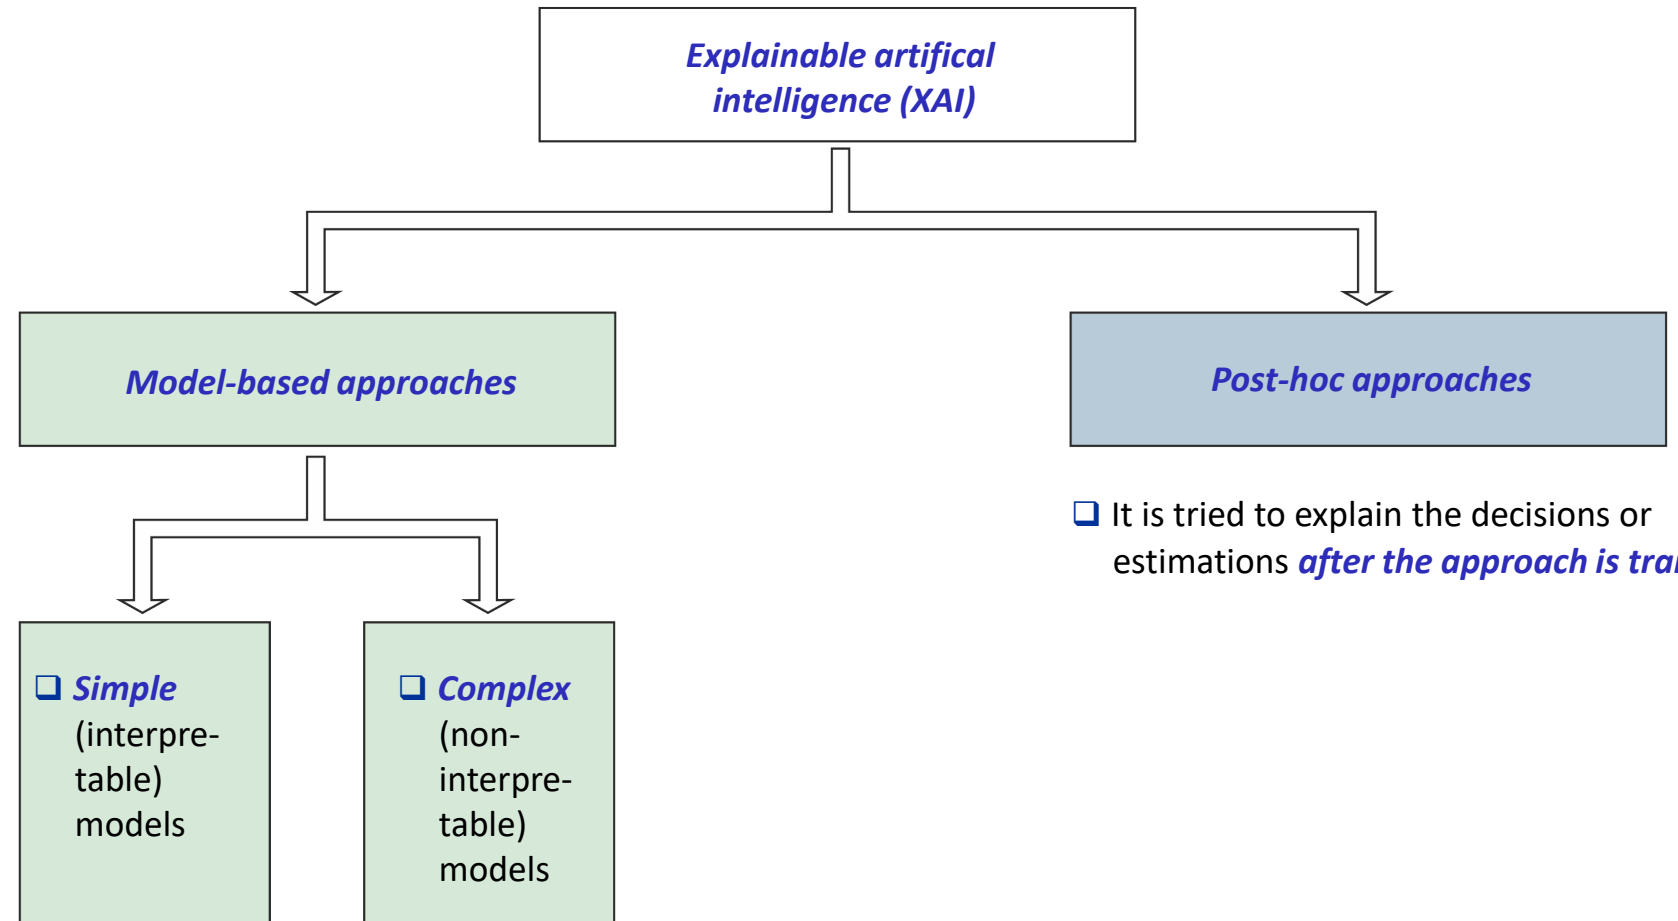 Explainable artifical
intelligence (XAI)
Model-based approaches
Post-hoc approaches
It is tried to explain the decisions or
estimations after the approach is
Simple
(interpre-
table)
models
Complex
(non-
interpre-
table)
models